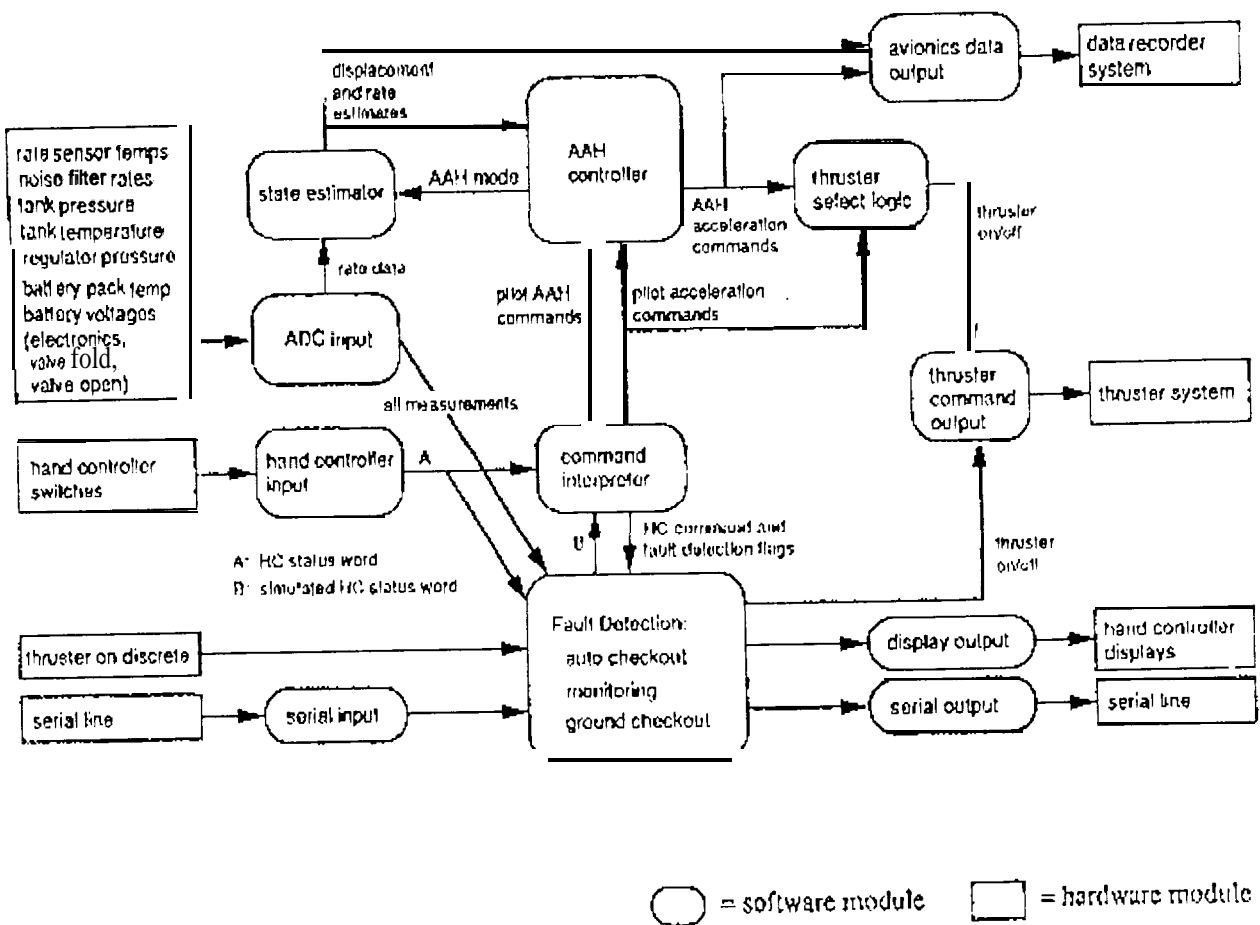 avionics data
output
data recorder
system
displacement
and rate
estimates
AAH
controller
rate sensor temps
noise filter rates
tank pressure
tank temperature
regulator pressure
battery pack temp
battery voltages
(electronics,
valve fold,
valve open)
state estimator
AAH mode
thruster
select logic
AAH
acceleration
commands
thruster
on/off
rate data
pilot AAH
commands
pilot acceleration
commands
ADC input
thruster
command
output
thruster system
all measurements
hand controller
switches
hand controller
input
A
command
interpreter
HC command and
fault detection flags
A: HC status word
B: simulated HC status word
thruster
on/off
Fault Detection:
auto checkout
monitoring
ground checkout
thruster on discrete
serial line
serial input
display output
hand controller
displays
serial output
serial line
= software module
= hardware module